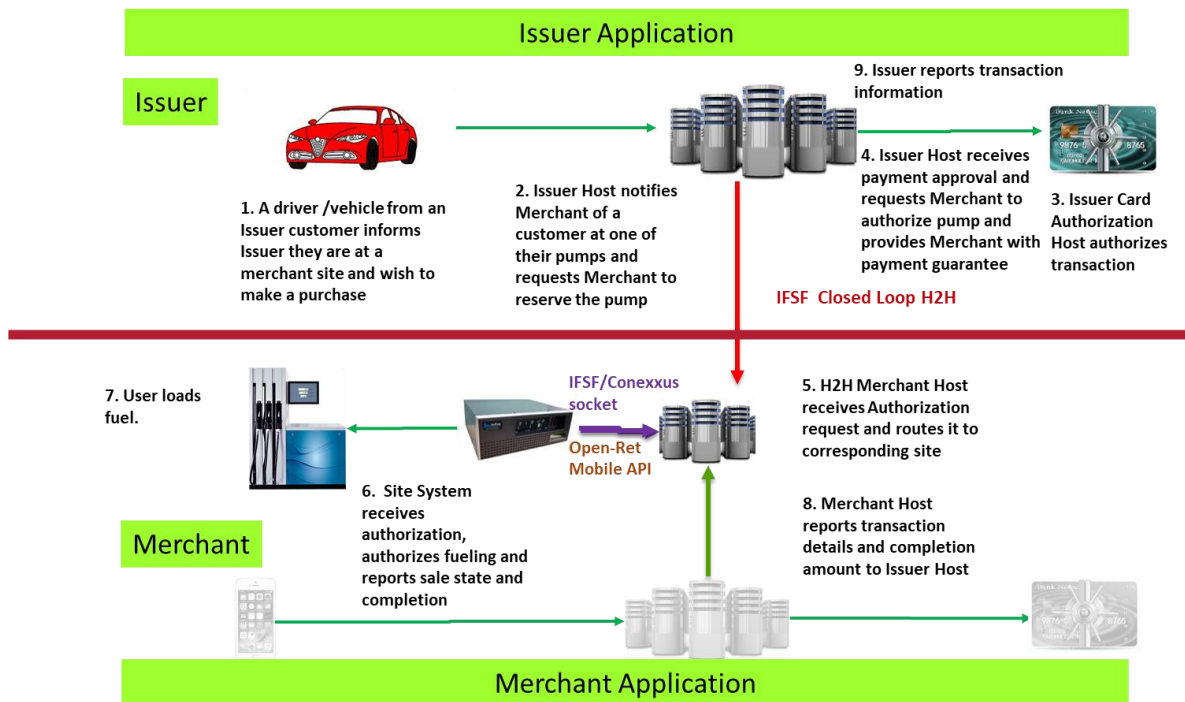 Issuer Application
Issuer
9. Issuer reports transaction
information
1. A driver /vehicle from an
Issuer customer informs
Issuer they are at a
merchant site and wish to
make a purchase
2. Issuer Host notifies
Merchant of a
customer at one of
their pumps and
requests Merchant to
reserve the pump
4. Issuer Host receives
payment approval and
requests Merchant to
authorize pump and
provides Merchant with
payment guarantee
9876
8765
3. Issuer Card
Authorization
Host authorizes
transaction
IFSF Closed Loop H2H
7. User loads
fuel.
IFSF/Conexxus
socket
Open-Ret
Mobile API
5. H2H Merchant Host
receives Authorization
request and routes it to
corresponding site
6. Site System
receives
authorization,
authorizes fueling and
reports sale state and
completion
8. Merchant Host
reports transaction
details and completion
amount to Issuer Host
Merchant
9876
8765
Merchant Application